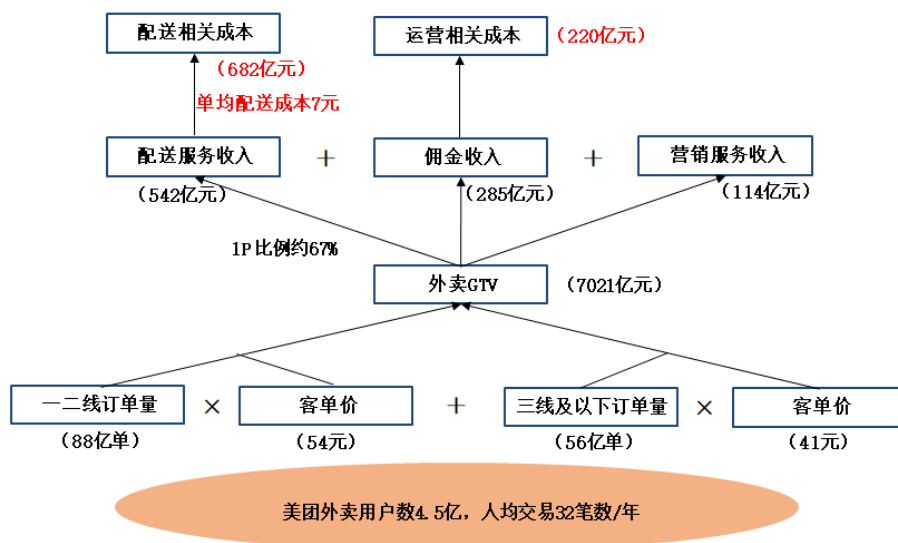 配送相关成本
运营相关成本
(220亿元)
(682亿元)
单均配送成本7元
配送服务收入
+
佣金收入
+
营销服务收入
(542亿元)
(285亿元)
(114亿元)
1P比例约67%
外卖GTV
(7021亿元)
一二线订单量
×
客单价
+
三线及以下订单量
×
客单价
(88亿单)
(54元)
(56亿单)
(41元)
美团外卖用户数4.5亿，人均交易32笔数/年